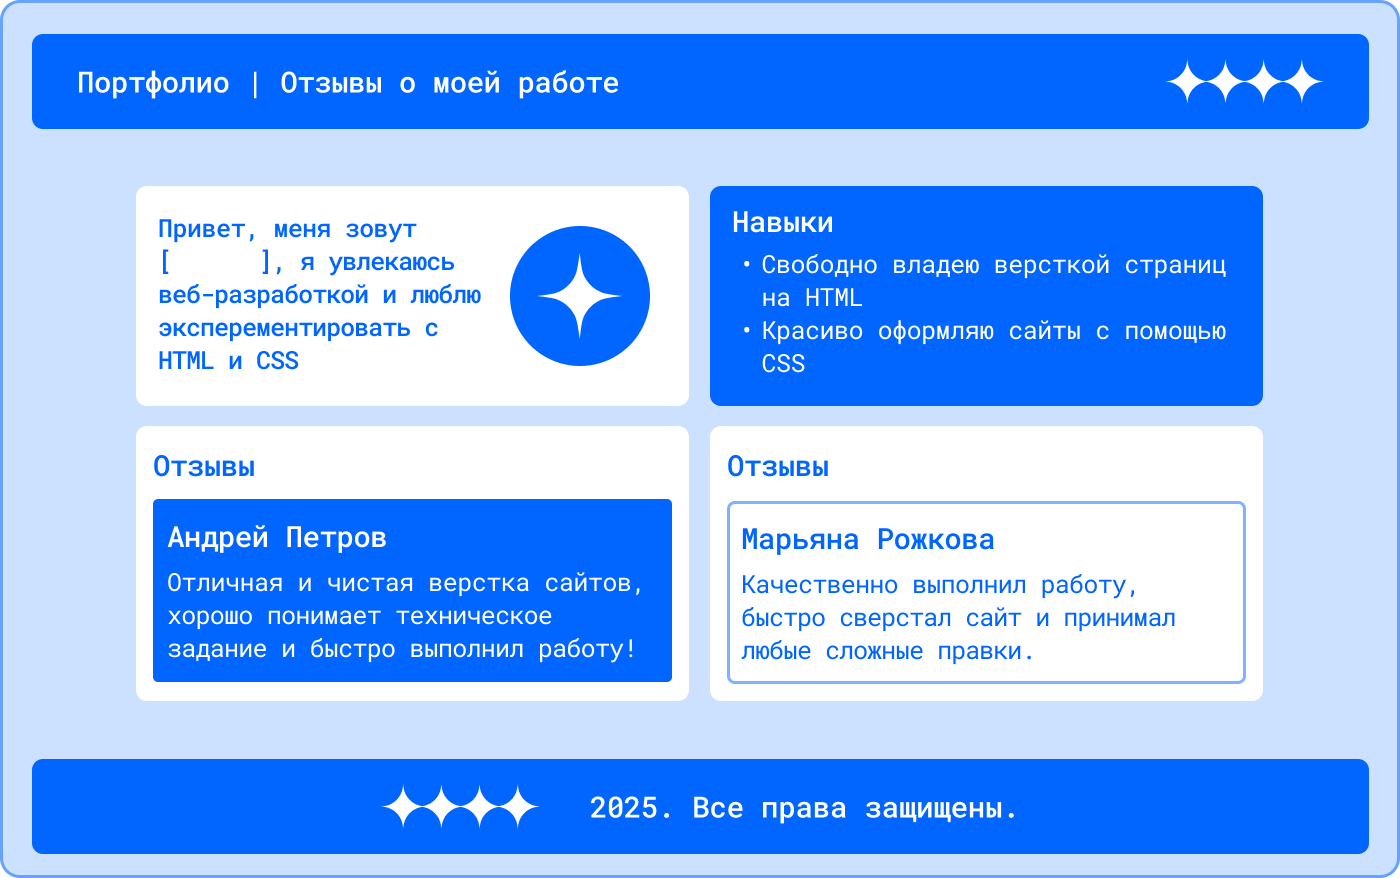 Портфолио | Отзывы о моей работе
Привет, меня зовут
[      ], я увлекаюсь
веб-разработкой и люблю
эксперементировать с
HTML и CSS
Навыки
• Свободно владею версткой страниц
на HTML
• Красиво оформляю сайты с помощью
CSS
Отзывы
Андрей Петров
Отличная и чистая верстка сайтов,
хорошо понимает техническое
задание и быстро выполнил работу!
Отзывы
Марьяна Рожкова
Качественно выполнил работу,
быстро сверстал сайт и принимал
любые сложные правки.
2025. Все права защищены.